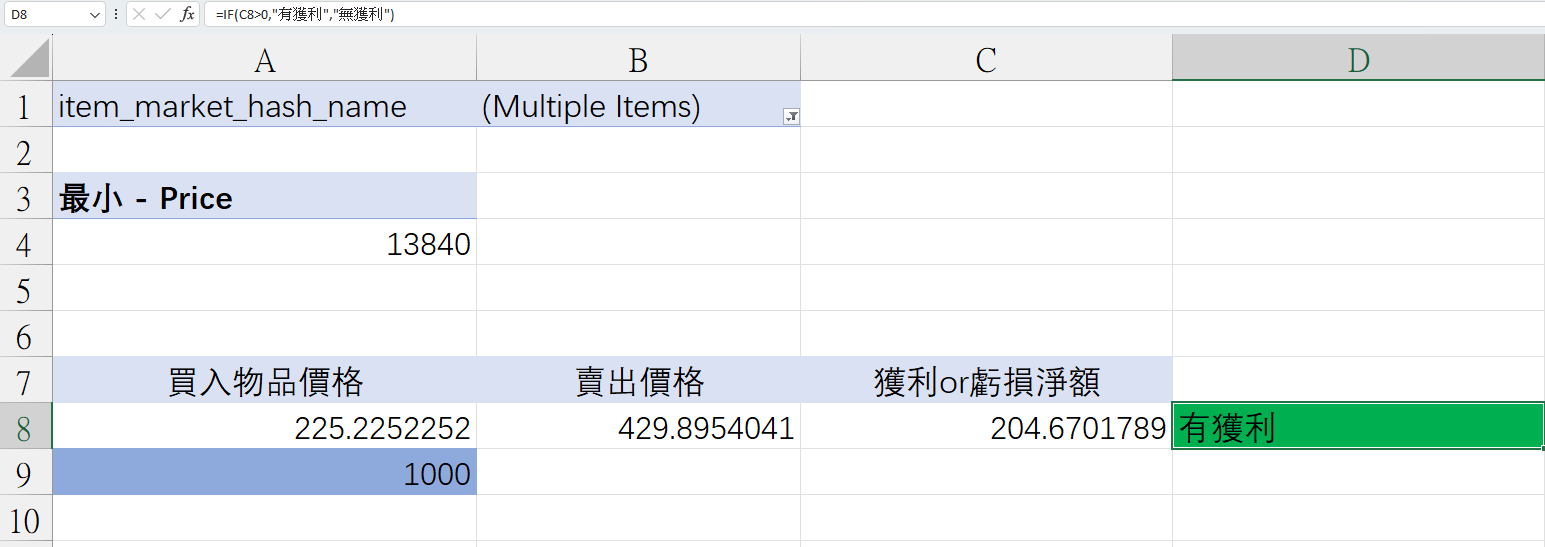 D8 fx =IF(C8>0,"有獲利","無獲利")
A B C D
1 item_market_hash_name (Multiple Items)
2
3 最小 - Price
4 13840
5
6
7 買入物品價格 賣出價格 獲利or虧損淨額
8 225.2252252 429.8954041 204.6701789 有獲利
9 1000
10